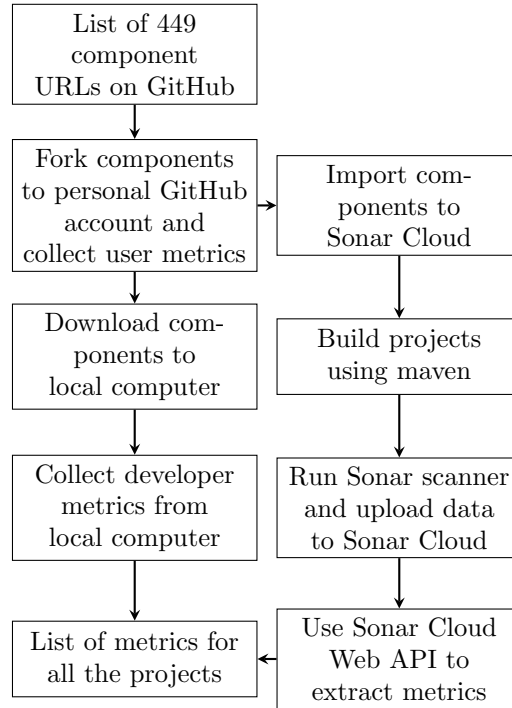 List of 449
component
URLs on GitHub
Fork components
to personal GitHub
account and
collect user metrics
Import com-
ponents to
Sonar Cloud
Download com-
ponents to
local computer
Build projects
using maven
Collect developer
metrics from
local computer
Run Sonar scanner
and upload data
to Sonar Cloud
List of metrics for
all the projects
Use Sonar Cloud
Web API to
extract metrics